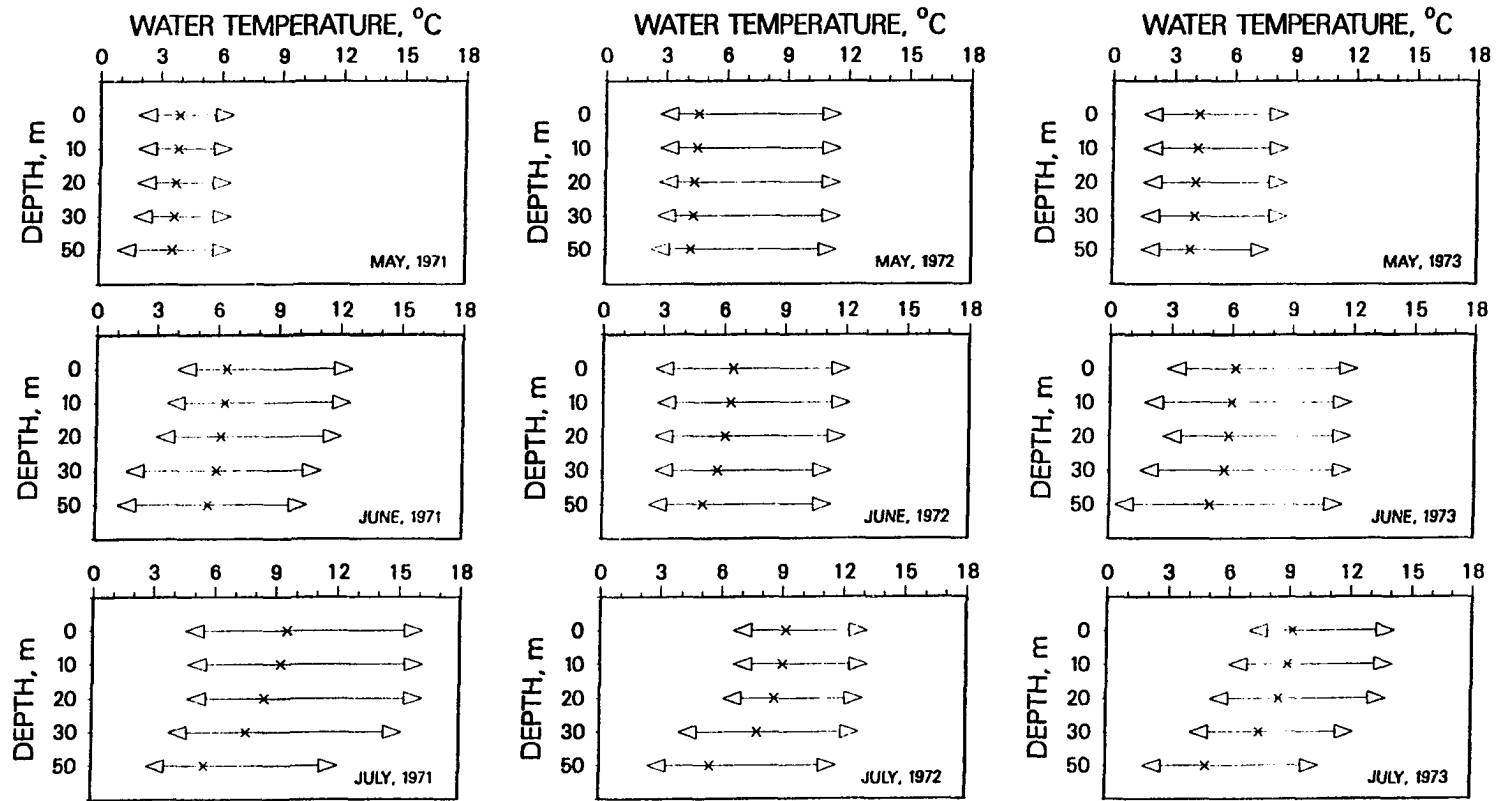 WATER TEMPERATURE, °C WATER TEMPERATURE, °C WATER TEMPERATURE, °C
0 3 6 9 12 15 18 0 3 6 9 12 15 18 0 3 6 9 12 15 18
DEPTH, m 0 10 20 30 50 MAY, 1971
DEPTH, m 0 10 20 30 50 MAY, 1972
DEPTH, m 0 10 20 30 50 MAY, 1973
0 3 6 9 12 15 18 0 3 6 9 12 15 18 0 3 6 9 12 15 18
DEPTH, m 0 10 20 30 50 JUNE, 1971
DEPTH, m 0 10 20 30 50 JUNE, 1972
DEPTH, m 0 10 20 30 50 JUNE, 1973
0 3 6 9 12 15 18 0 3 6 9 12 15 18 0 3 6 9 12 15 18
DEPTH, m 0 10 20 30 50 JULY, 1971
DEPTH, m 0 10 20 30 50 JULY, 1972
DEPTH, m 0 10 20 30 50 JULY, 1973